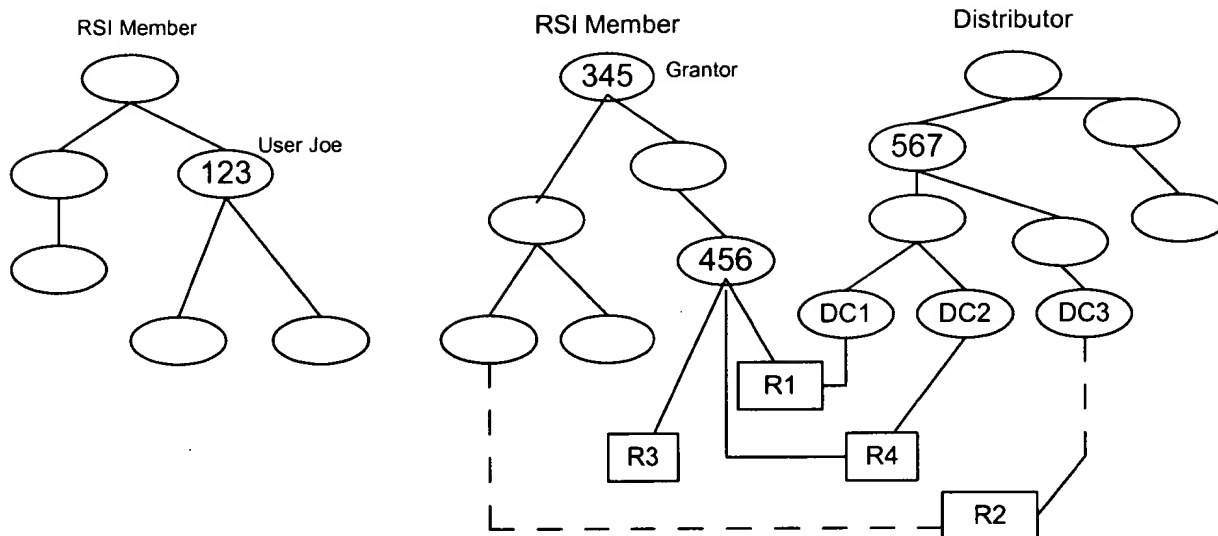 RSI Member
RSI Member
Distributor
345
Grantor
User Joe
123
567
456
DC1
DC2
DC3
R1
R3
R4
R2